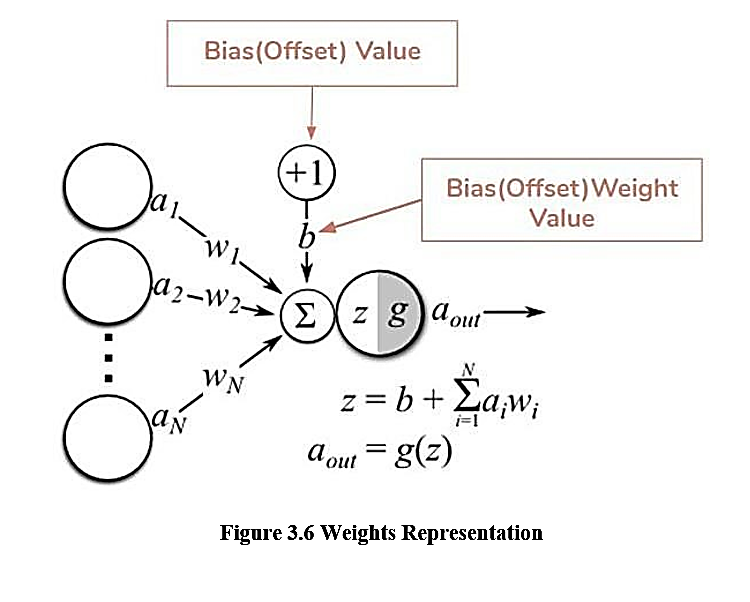 Bias(Offset) Value
+1
Bias(Offset)Weight
Value
b
a1
w1
a2
w2
Σ
z
g
aout
aN
wN
z = b + Σ_{i=1}^{N} aiwi
aout = g(z)
Figure 3.6 Weights Representation